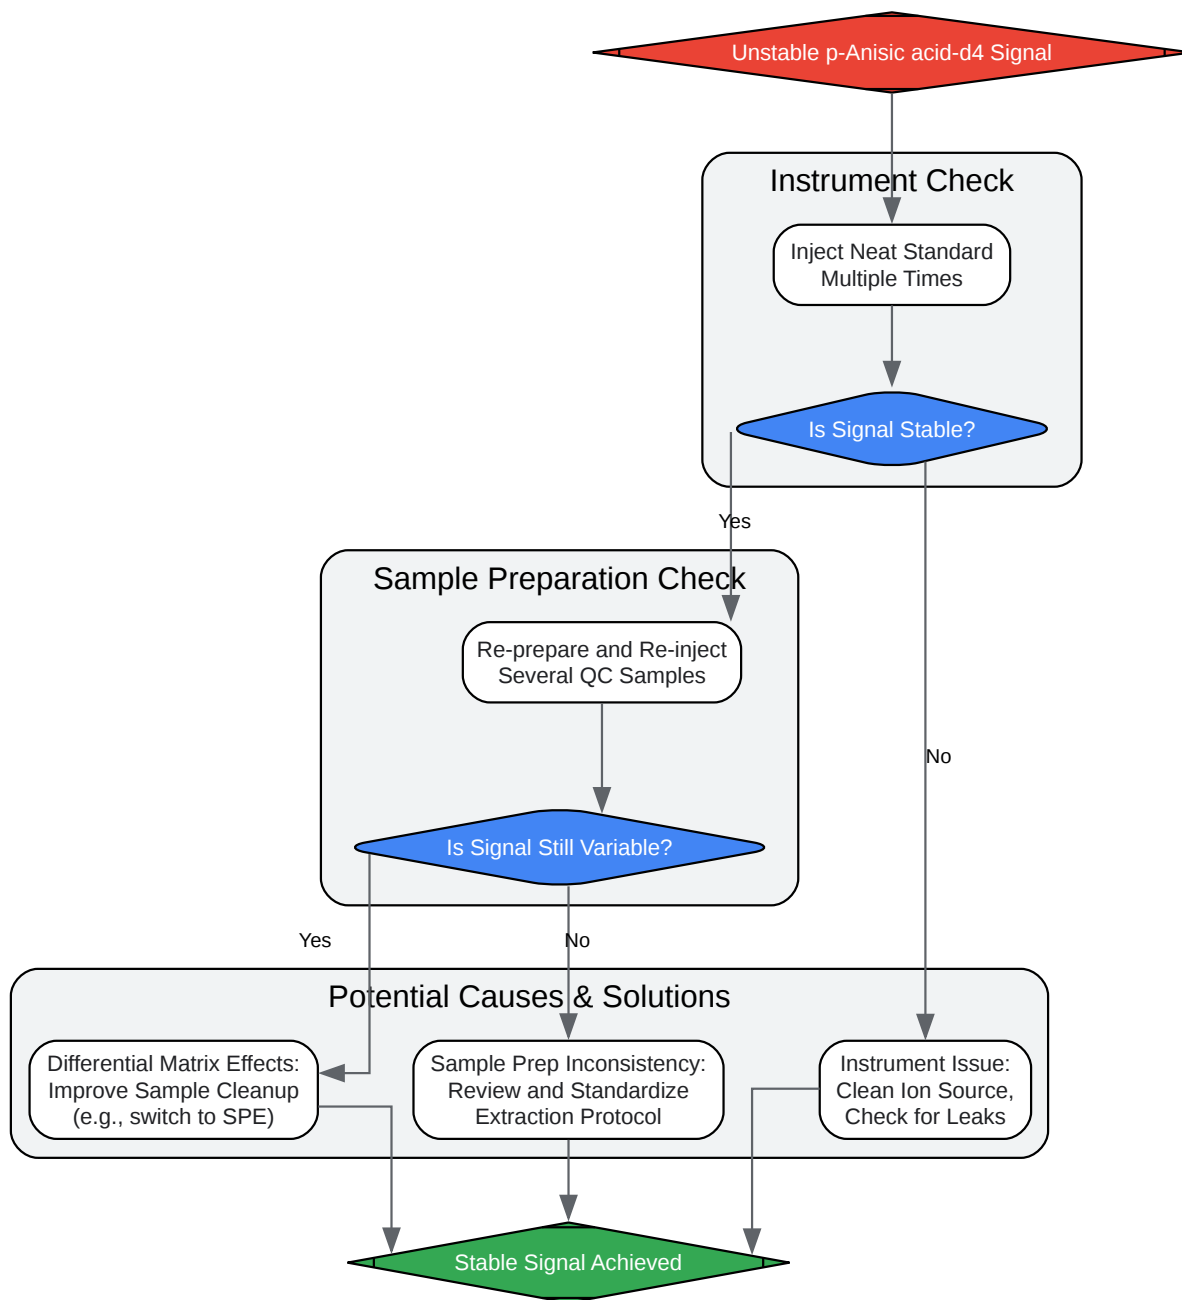 Unstable p-Anisic acid-d4 Signal
Instrument Check
Inject Neat Standard
Multiple Times
Is Signal Stable?
Yes
Sample Preparation Check
Re-prepare and Re-inject
Several QC Samples
No
Is Signal Still Variable?
Yes
No
Potential Causes & Solutions
Differential Matrix Effects:
Improve Sample Cleanup
(e.g., switch to SPE)
Sample Prep Inconsistency:
Review and Standardize
Extraction Protocol
Instrument Issue:
Clean Ion Source,
Check for Leaks
Stable Signal Achieved